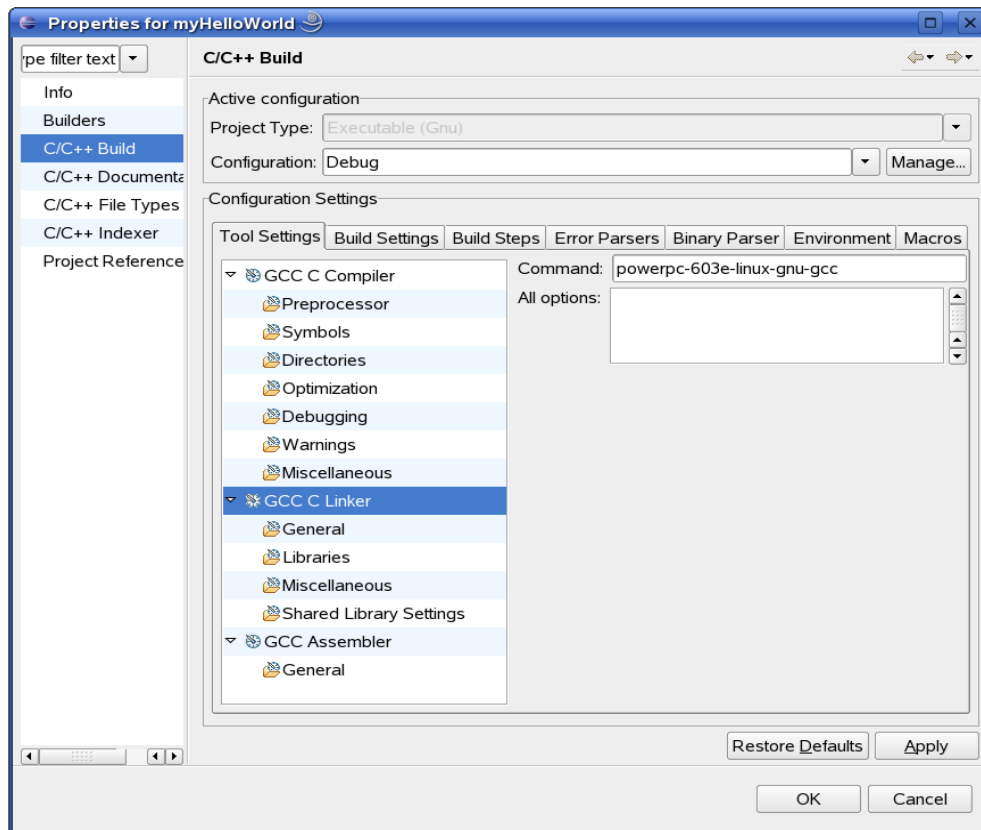 Properties for myHelloWorld
ype filter text
C/C++ Build
Info
Builders
C/C++ Build
C/C++ Documenta
C/C++ File Types
C/C++ Indexer
Project Reference
Active configuration
Project Type: Executable (Gnu)
Configuration: Debug Manage...
Configuration Settings
Tool Settings Build Settings Build Steps Error Parsers Binary Parser Environment Macros
GCC C Compiler
Preprocessor
Symbols
Directories
Optimization
Debugging
Warnings
Miscellaneous
GCC C Linker
General
Libraries
Miscellaneous
Shared Library Settings
GCC Assembler
General
Command: powerpc-603e-linux-gnu-gcc
All options:
Restore Defaults Apply
OK Cancel